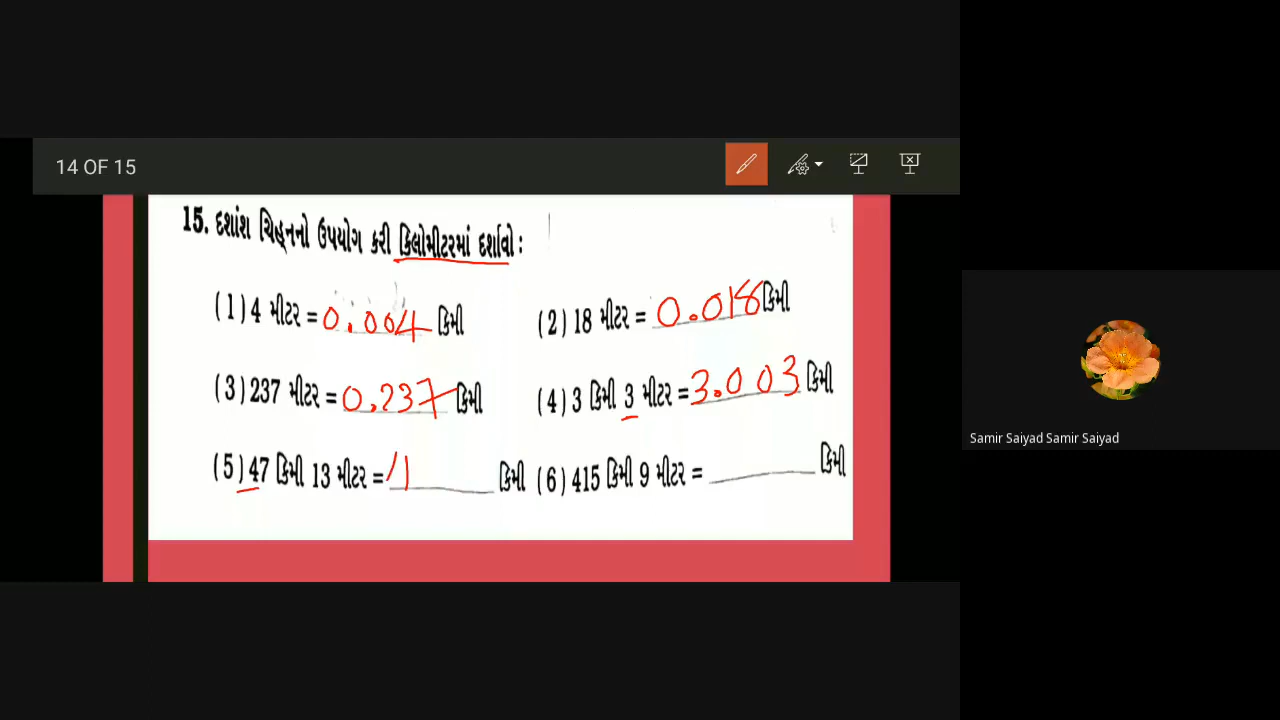 14 OF 15
15. દશાંશ ચિહ્નનો ઉપયોગ કરી કિલોમીટરમાં દર્શાવો :
(1) 4 મીટર = 0.004 કિમી (2) 18 મીટર = 0.018 કિમી
(3) 237 મીટર = 0.237 કિમી (4) 3 કિમી 3 મીટર = 3.003 કિમી
(5) 47 કિમી 13 મીટર = ________ કિમી (6) 415 કિમી 9 મીટર = ________ કિમી
Samir Saiyad Samir Saiyad